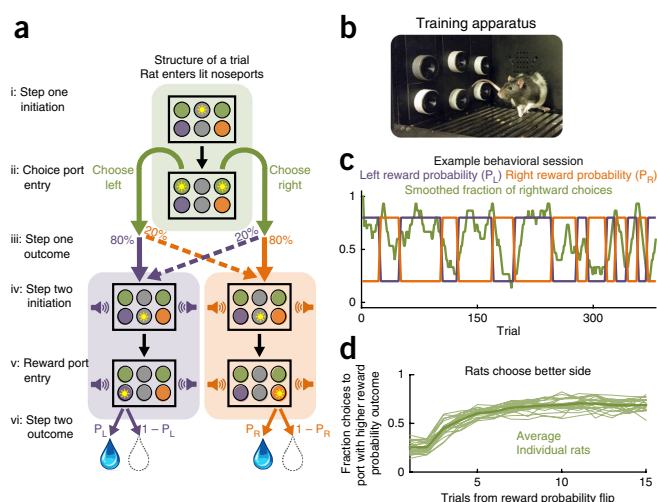 a
Structure of a trial
Rat enters lit noseports
i: Step one
initiation
ii: Choice port
entry
Choose
left
Choose
right
iii: Step one
outcome
80%
20%
20%
80%
iv: Step two
initiation
v: Reward port
entry
vi: Step two
outcome
P_L
1 – P_L
P_R
1 – P_R
b
Training apparatus
c
Example behavioral session
Left reward probability (P_L) Right reward probability (P_R)
Smoothed fraction of rightward choices
1
0.5
0
0
150
300
Trial
d
Rats choose better side
Fraction choices to
port with higher reward
probability outcome
1
0.5
0
Average
Individual rats
5
10
15
Trials from reward probability flip